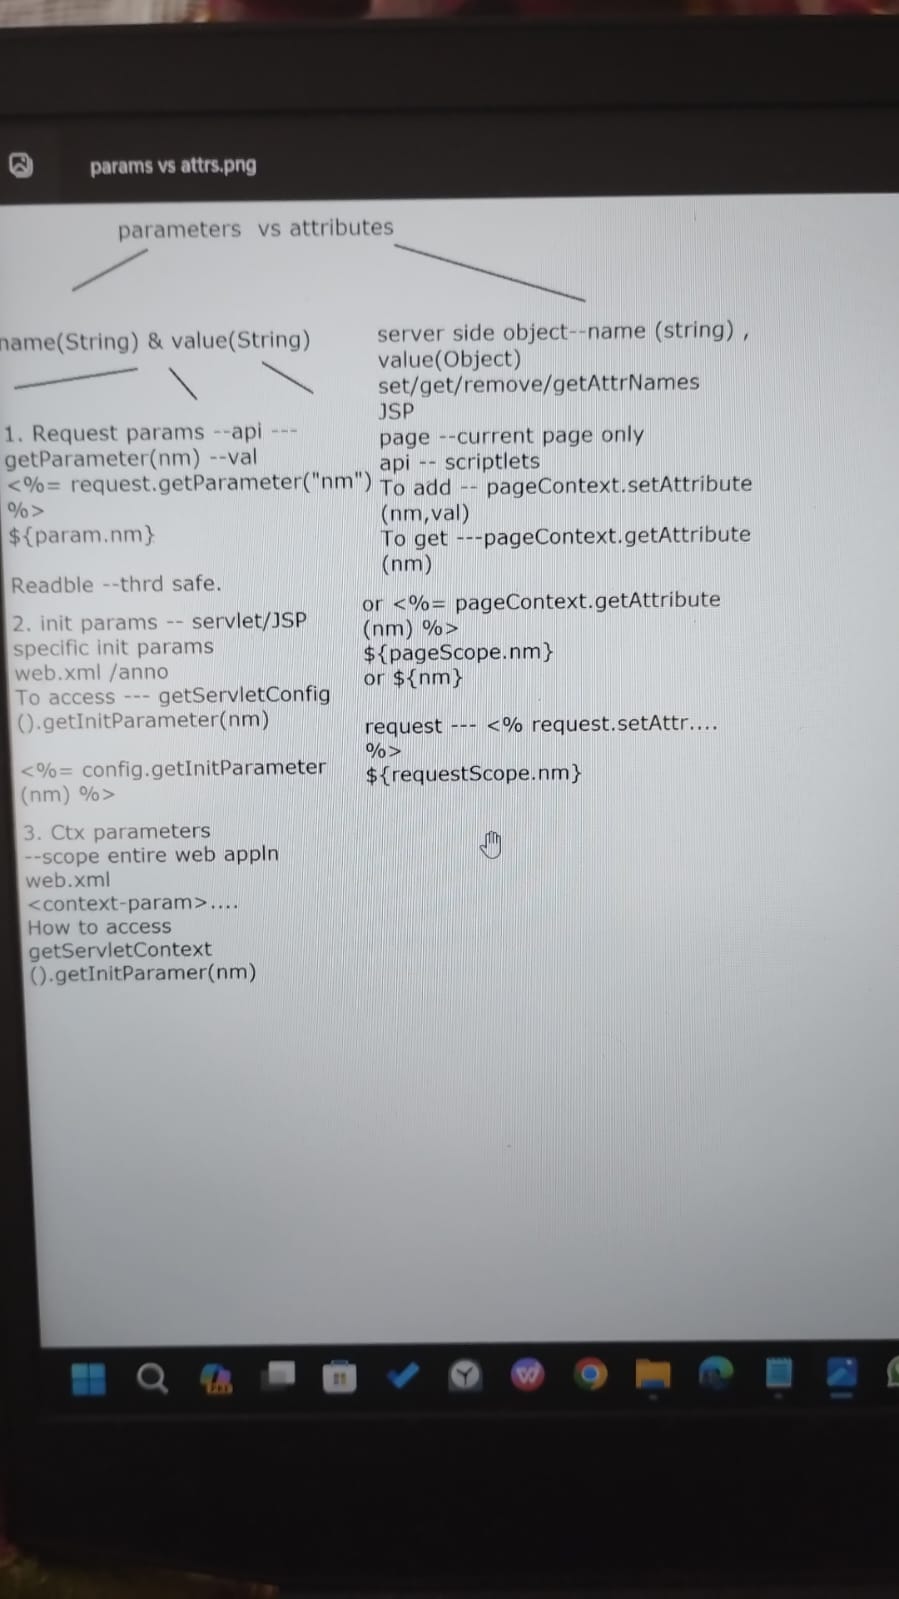 params vs attrs.png
parameters vs attributes
name(String) & value(String)
1. Request params --api ---
getParameter(nm) --val
<%= request.getParameter("nm")
%>
${param.nm}
Readble --thrd safe.
2. init params -- servlet/JSP
specific init params
web.xml /anno
To access --- getServletConfig
().getInitParameter(nm)
<%= config.getInitParameter
(nm) %>
3. Ctx parameters
--scope entire web appln
web.xml
<context-param>....
How to access
getServletContext
().getInitParamer(nm)
server side object--name (string) ,
value(Object)
set/get/remove/getAttrNames
JSP
page --current page only
api -- scriptlets
To add -- pageContext.setAttribute
(nm,val)
To get ---pageContext.getAttribute
(nm)
or <%= pageContext.getAttribute
(nm) %>
${pageScope.nm}
or ${nm}
request --- <% request.setAttr....
%>
${requestScope.nm}